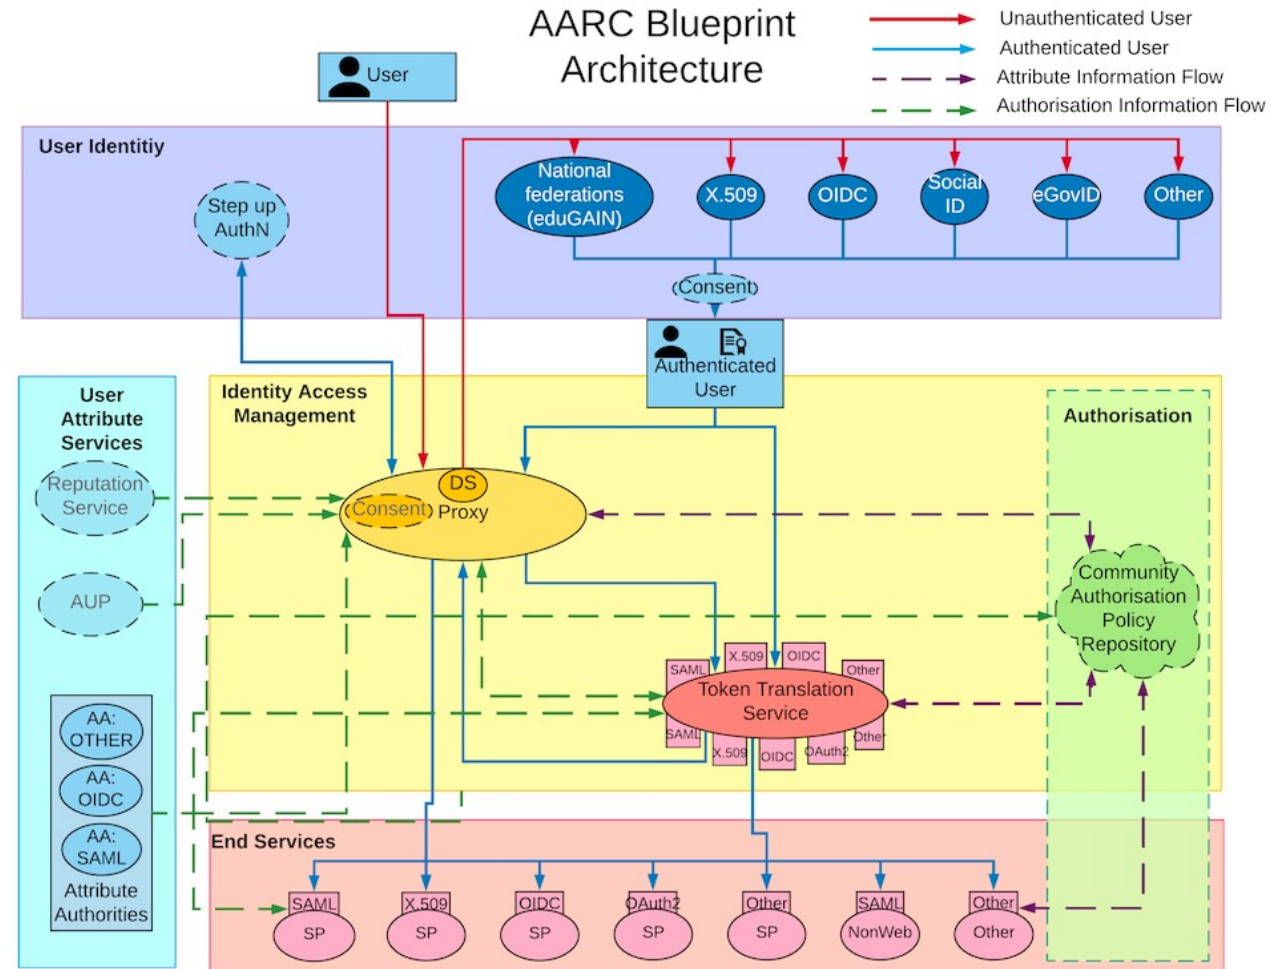 AARC Blueprint
Architecture
Unauthenticated User
Authenticated User
Attribute Information Flow
Authorisation Information Flow
User
User Identitiy
Step up
AuthN
National
federations
(eduGAIN)
X.509
OIDC
Social
ID
eGovID
Other
Consent
Authenticated
User
User
Attribute
Services
Reputation
Service
AUP
AA:
OTHER
AA:
OIDC
AA:
SAML
Attribute
Authorities
Identity Access
Management
DS
Consent
Proxy
Authorisation
Community
Authorisation
Policy
Repository
SAML
X.509
OIDC
Other
Token Translation
Service
SAML
X.509
OIDC
OAuth2
Other
End Services
SAML
SP
X.509
SP
OIDC
SP
OAuth2
SP
Other
SP
SAML
NonWeb
Other
Other